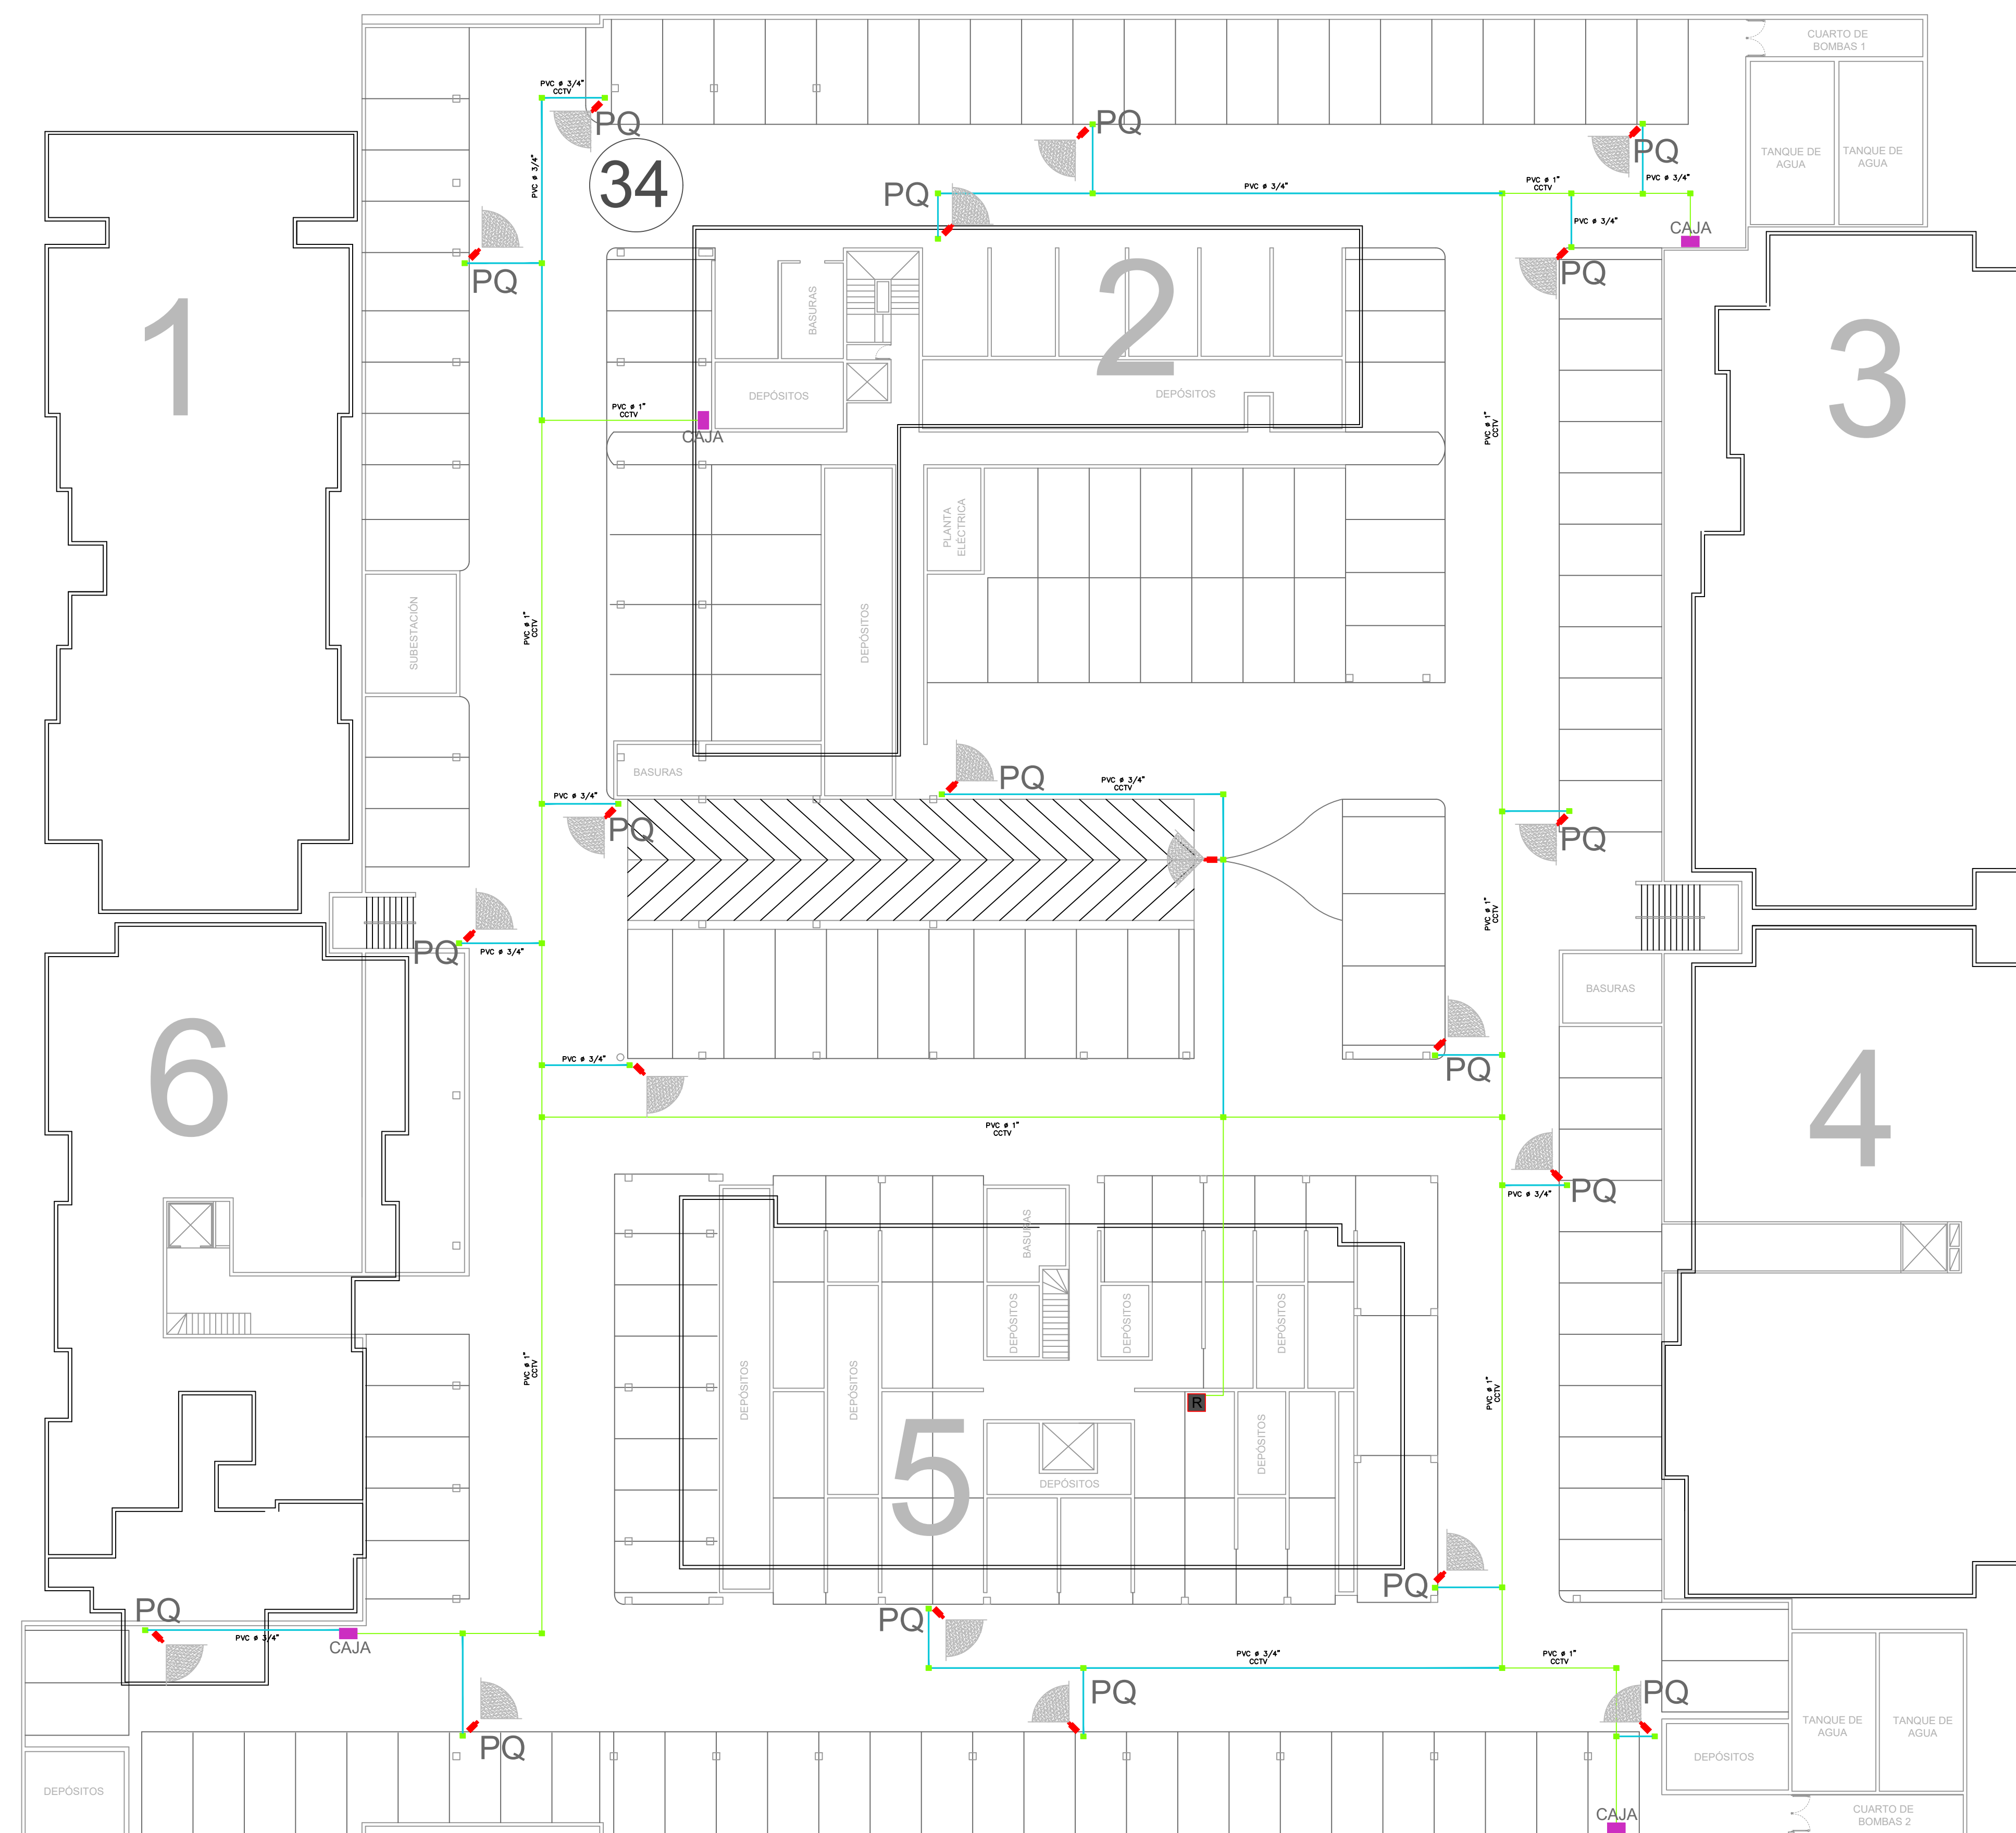 CUARTO DE
BOMBAS 1
PVC ø 3/4"
CCTV
PQ
PQ
PQ
TANQUE DE
AGUA
TANQUE DE
AGUA
34
PVC ø 3/4"
PQ
PVC ø 3/4"
PVC ø 1"
CCTV
PVC ø 3/4"
PVC ø 3/4"
CAJA
PQ
PQ
1
2
3
BASURAS
DEPÓSITOS
DEPÓSITOS
PVC ø 1"
CCTV
CAJA
PVC ø 1"
CCTV
PLANTA
ELÉCTRICA
SUBESTACIÓN
PVC ø 1"
CCTV
DEPÓSITOS
BASURAS
PQ
PVC ø 3/4"
CCTV
PVC ø 3/4"
PQ
PQ
PVC ø 1"
CCTV
PQ
PVC ø 3/4"
BASURAS
6
PVC ø 3/4"
PQ
4
PVC ø 1"
CCTV
PQ
PVC ø 3/4"
BASURAS
DEPÓSITOS
DEPÓSITOS
DEPÓSITOS
PVC ø 1"
CCTV
DEPÓSITOS
DEPÓSITOS
PVC ø 1"
CCTV
R
5
DEPÓSITOS
DEPÓSITOS
PQ
PQ
PQ
PVC ø 3/4"
CAJA
PVC ø 3/4"
CCTV
PVC ø 1"
CCTV
PQ
PQ
PQ
TANQUE DE
AGUA
TANQUE DE
AGUA
DEPÓSITOS
DEPÓSITOS
CAJA
CUARTO DE
BOMBAS 2